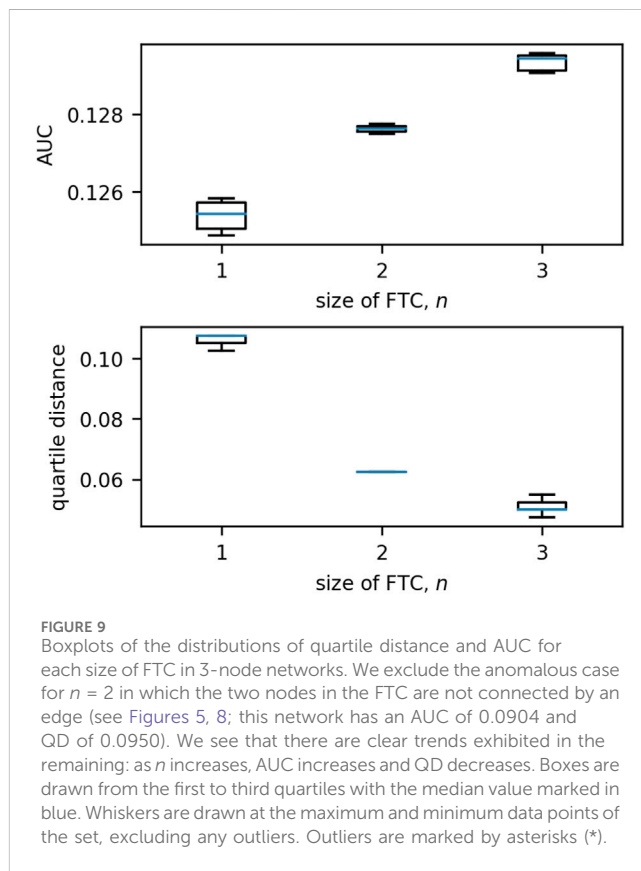 0.128
0.126
AUC
1 2 3
size of FTC, n
0.10
0.08
0.06
quartile distance
1 2 3
size of FTC, n
FIGURE 9
Boxplots of the distributions of quartile distance and AUC for
each size of FTC in 3-node networks. We exclude the anomalous case
for n = 2 in which the two nodes in the FTC are not connected by an
edge (see Figures 5, 8; this network has an AUC of 0.0904 and
QD of 0.0950). We see that there are clear trends exhibited in the
remaining: as n increases, AUC increases and QD decreases. Boxes are
drawn from the first to third quartiles with the median value marked in
blue. Whiskers are drawn at the maximum and minimum data points of
the set, excluding any outliers. Outliers are marked by asterisks (*).